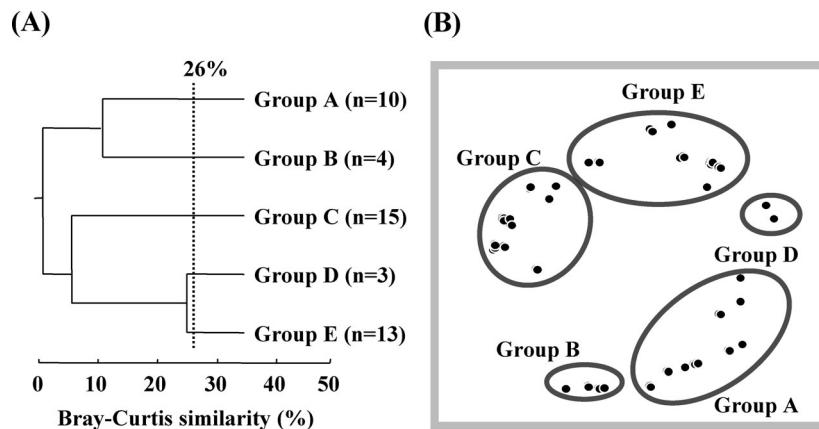 (A)
26%
Group A (n=10)
Group B (n=4)
Group C (n=15)
Group D (n=3)
Group E (n=13)
0 10 20 30 40 50
Bray-Curtis similarity (%)
(B)
Group E
Group C
Group D
Group B
Group A